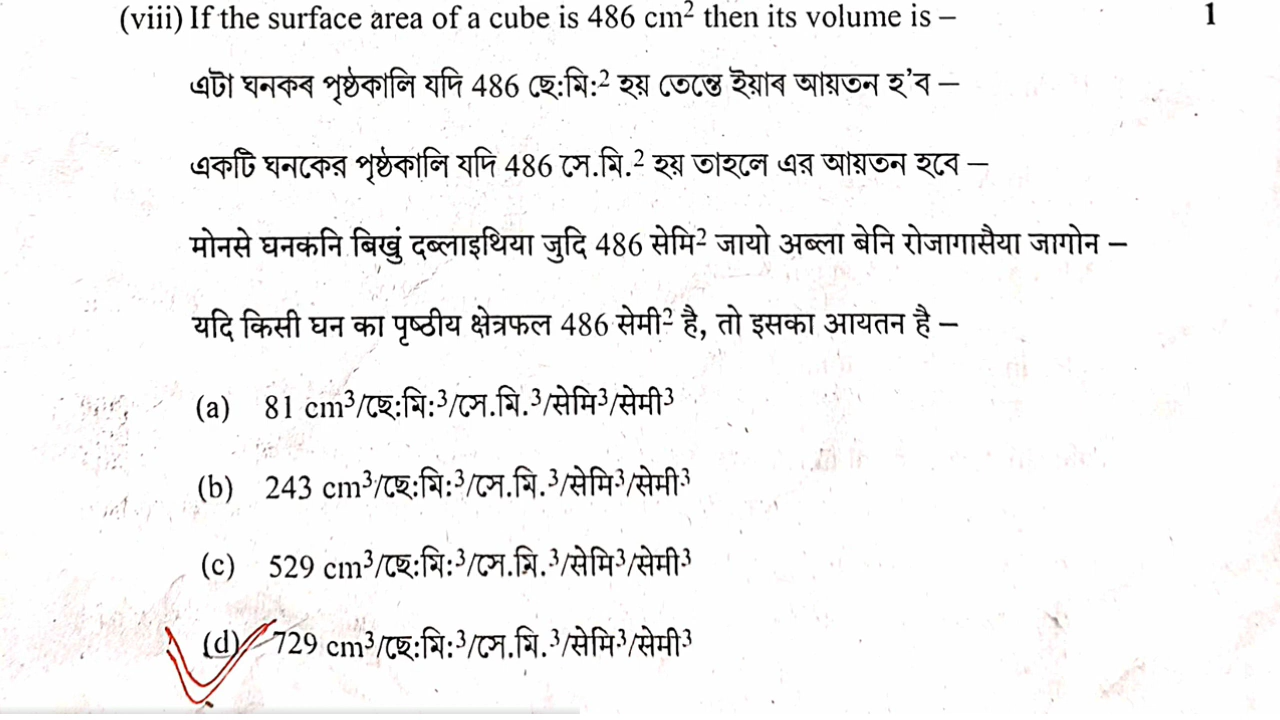 (viii) If the surface area of a cube is 486 cm² then its volume is – 1
এটা ঘনকৰ পৃষ্ঠকালি যদি 486 ছে:মি:² হয় তেন্তে ইয়াৰ আয়তন হ'ব –
একটি ঘনকের পৃষ্ঠকালি যদি 486 সে.মি.² হয় তাহলে এর আয়তন হবে –
मोनसे घनकनि बिखुं दब्लाइथिया जुदि 486 सेमि² जायो अब्ला बेनि रोजागासैया जागोन –
यदि किसी घन का पृष्ठीय क्षेत्रफल 486 सेमी² है, तो इसका आयतन है –
(a) 81 cm³/ছে:মি:³/সে.মি.³/सेमि³/सेमी³
(b) 243 cm³/ছে:মি:³/সে.মি.³/सेमि³/सेमी³
(c) 529 cm³/ছে:মি:³/সে.মি.³/सेमि³/सेमी³
(d) 729 cm³/ছে:মি:³/সে.মি.³/सेमि³/सेमी³